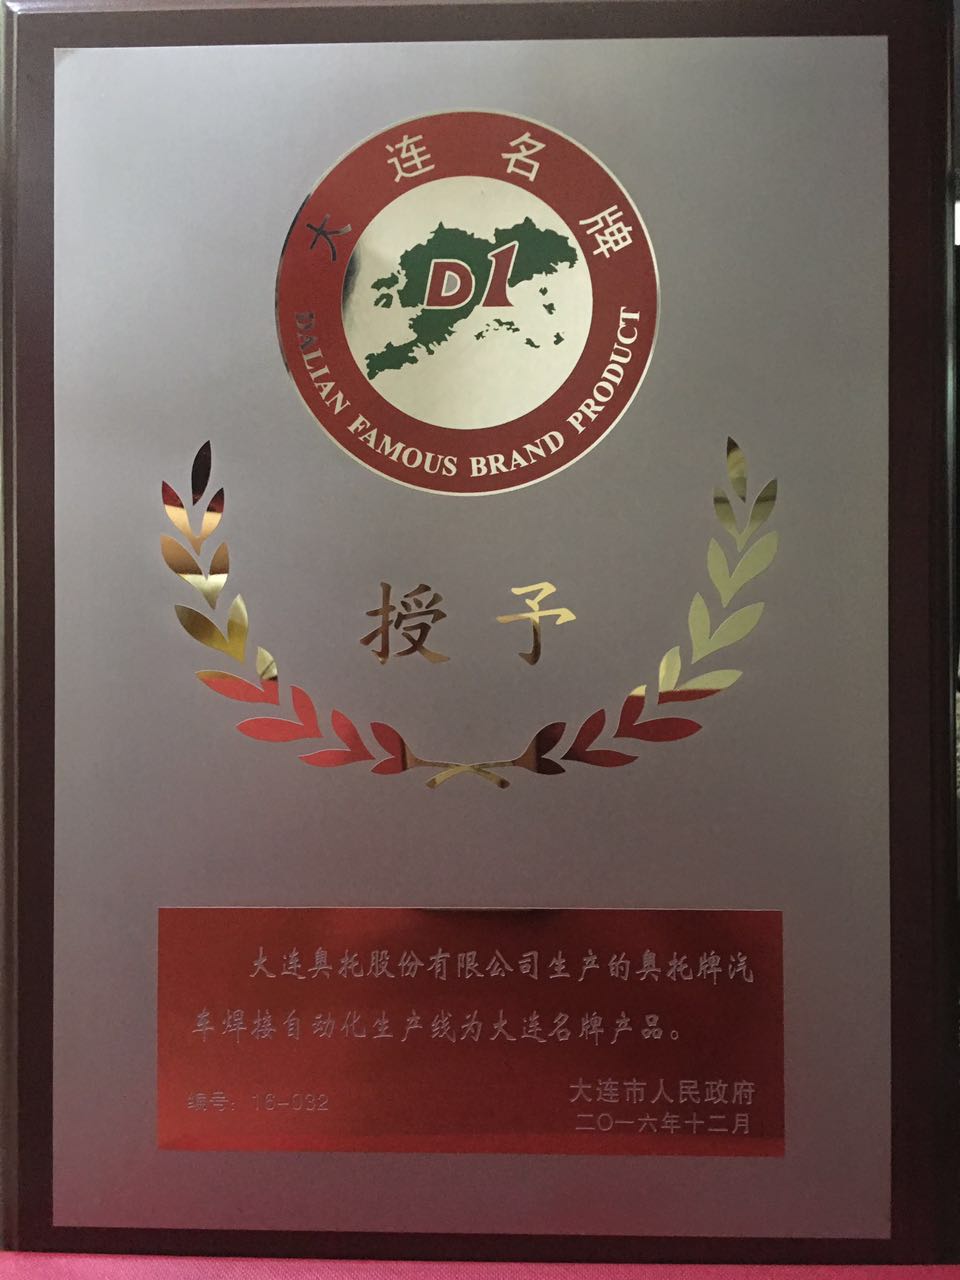 大连名牌
D1
DALIAN FAMOUS BRAND PRODUCT
授予
大连奥托股份有限公司生产的奥托牌汽
车焊接自动化生产线为大连名牌产品。
编号：16-032
大连市人民政府
二〇一六年十二月